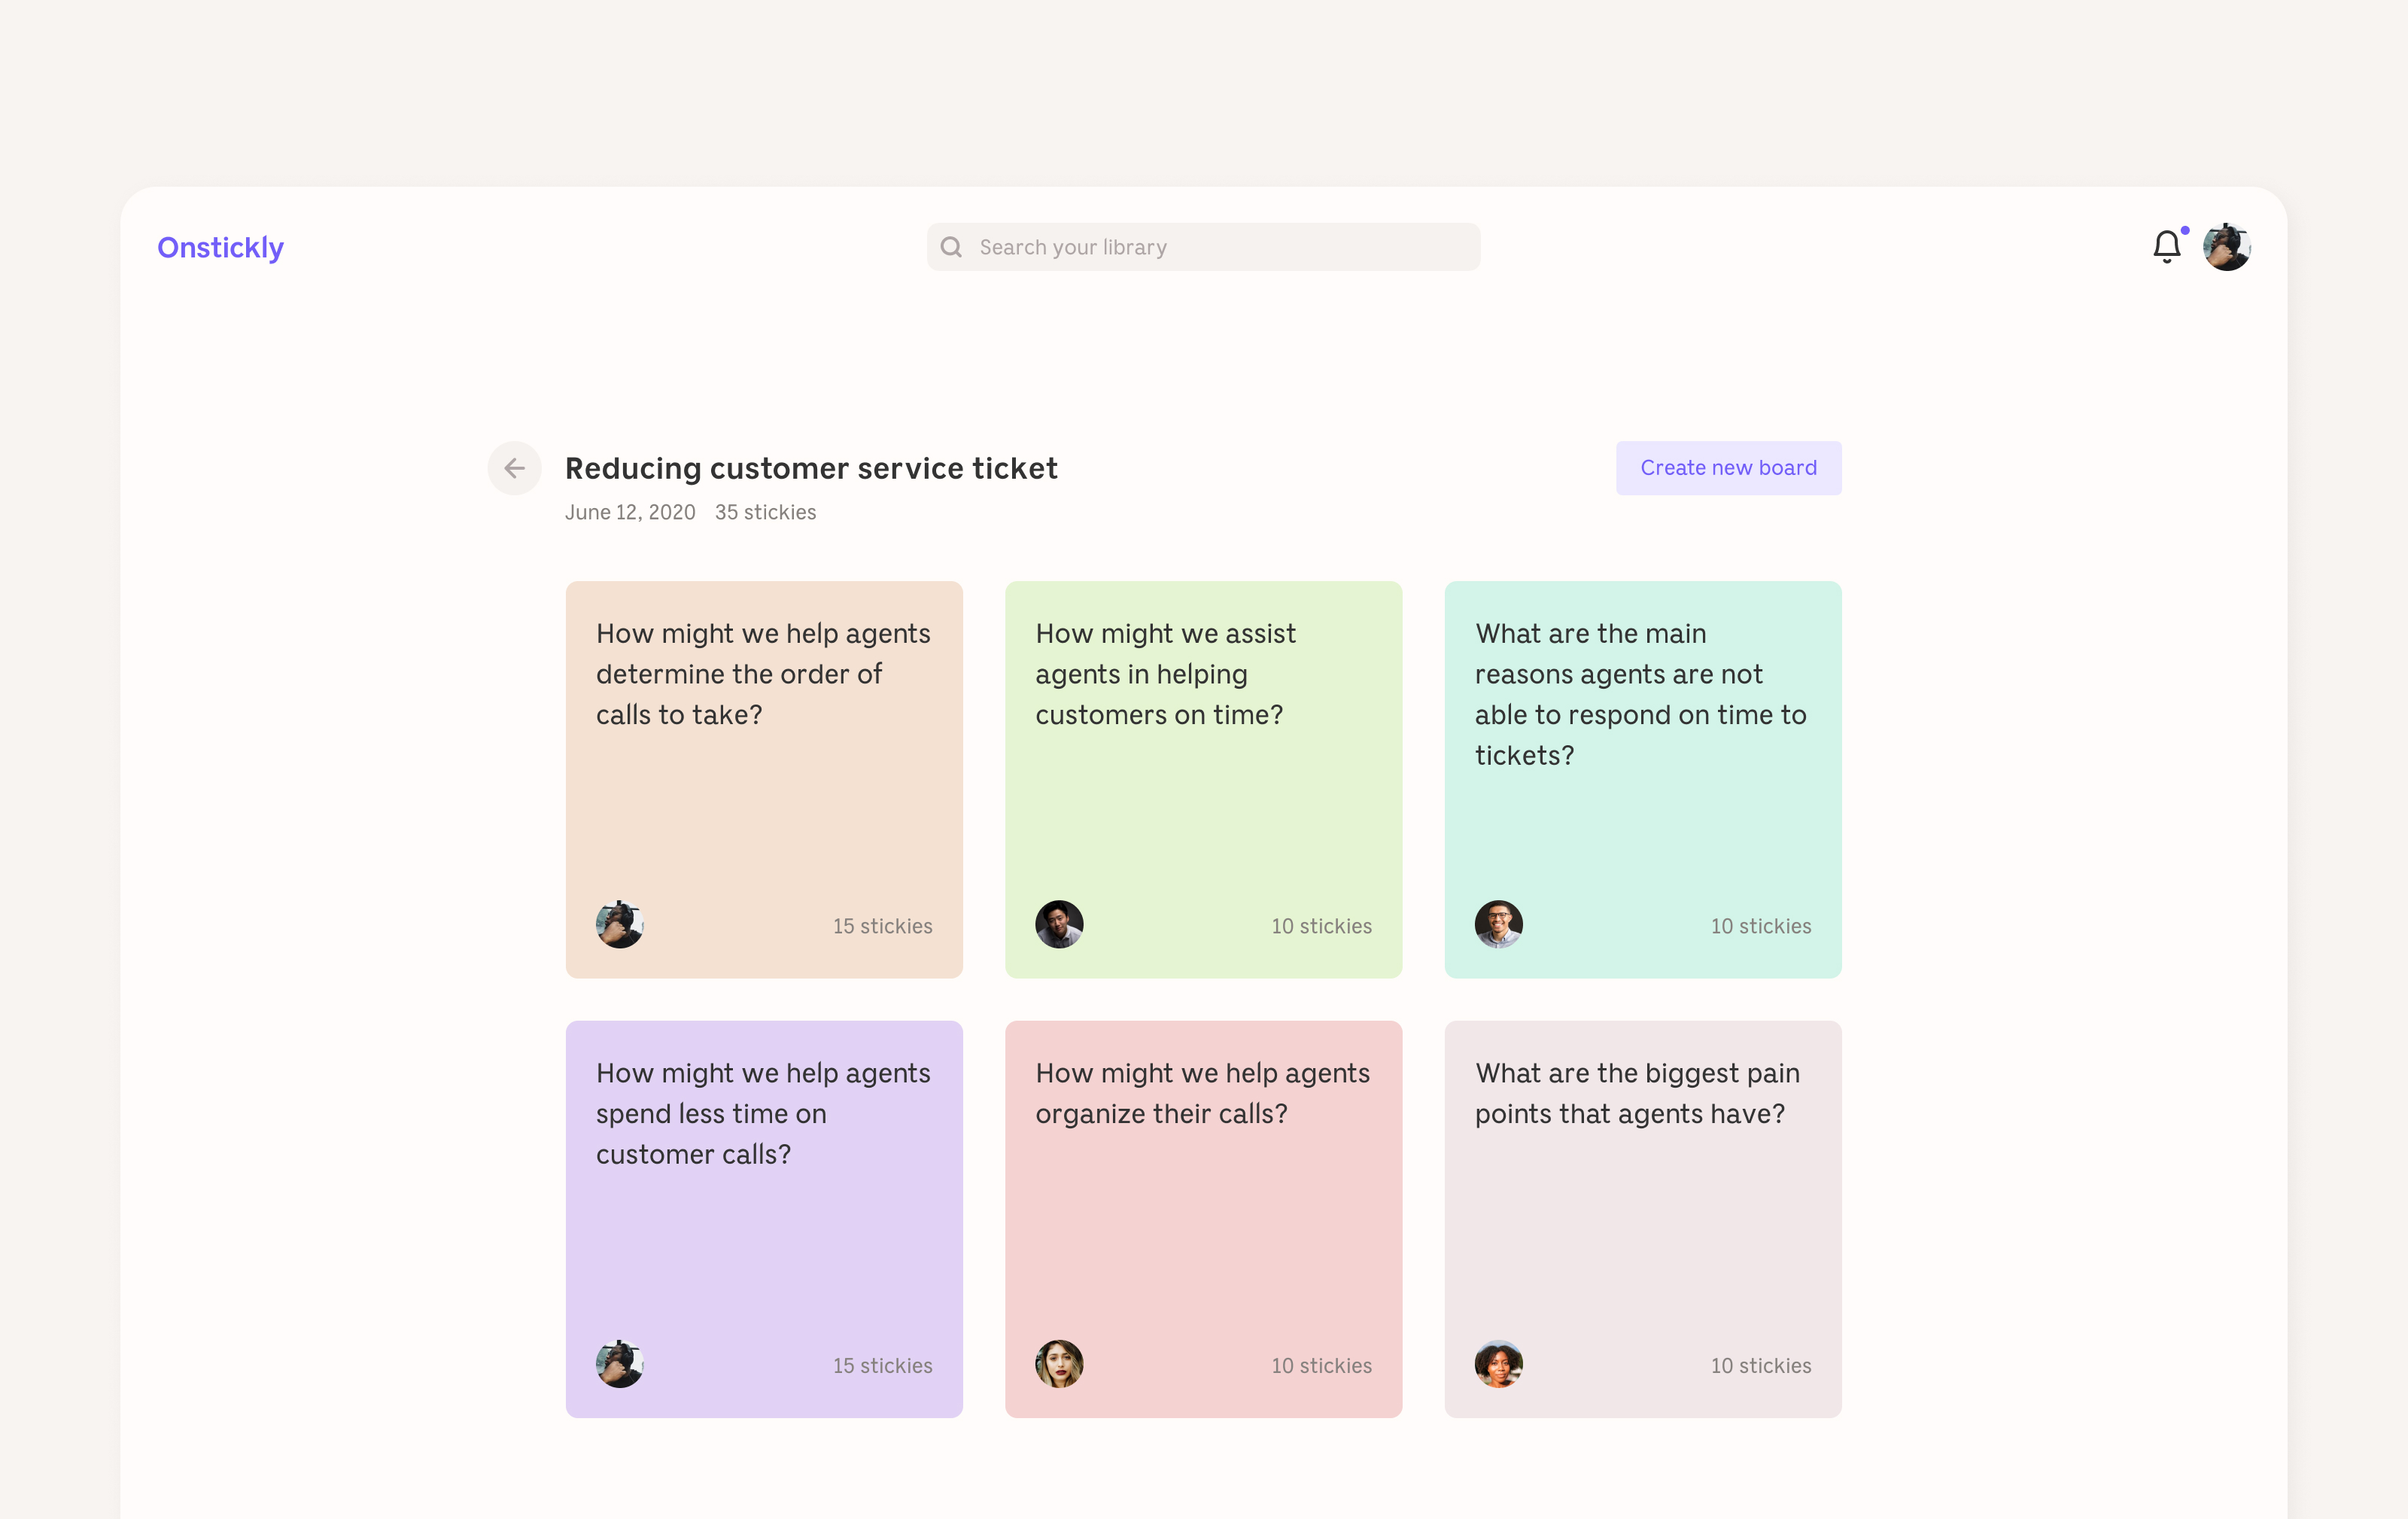 Onstickly
Search your library
Reducing customer service ticket
Create new board
June 12, 2020 35 stickies
How might we help agents
determine the order of
calls to take?
15 stickies
How might we assist
agents in helping
customers on time?
10 stickies
What are the main
reasons agents are not
able to respond on time to
tickets?
10 stickies
How might we help agents
spend less time on
customer calls?
15 stickies
How might we help agents
organize their calls?
10 stickies
What are the biggest pain
points that agents have?
10 stickies